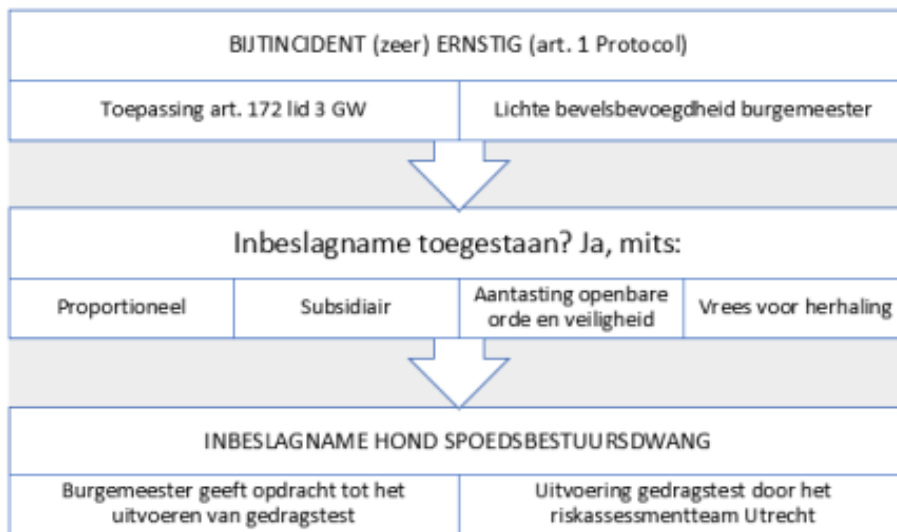 BIJTINCIDENT (zeer) ERNSTIG (art. 1 Protocol)
Toepassing art. 172 lid 3 GW
Lichte bevelsbevoegdheid burgemeester
Inbeslagname toegestaan? Ja, mits:
Proportioneel
Subsidiair
Aantasting openbare
orde en veiligheid
Vrees voor herhaling
INBESLAGNAME HOND SPOEDSBESTUURSDWANG
Burgemeester geeft opdracht tot het
uitvoeren van gedragstest
Uitvoering gedragstest door het
riskassessmentteam Utrecht